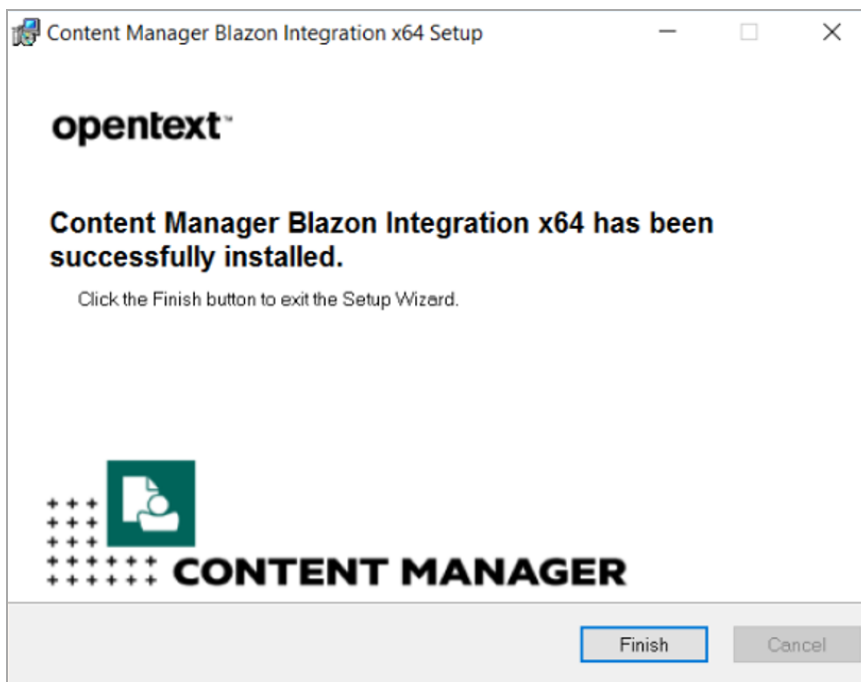 Content Manager Blazon Integration x64 Setup
opentext™
Content Manager Blazon Integration x64 has been
successfully installed.
Click the Finish button to exit the Setup Wizard.
CONTENT MANAGER
Finish
Cancel